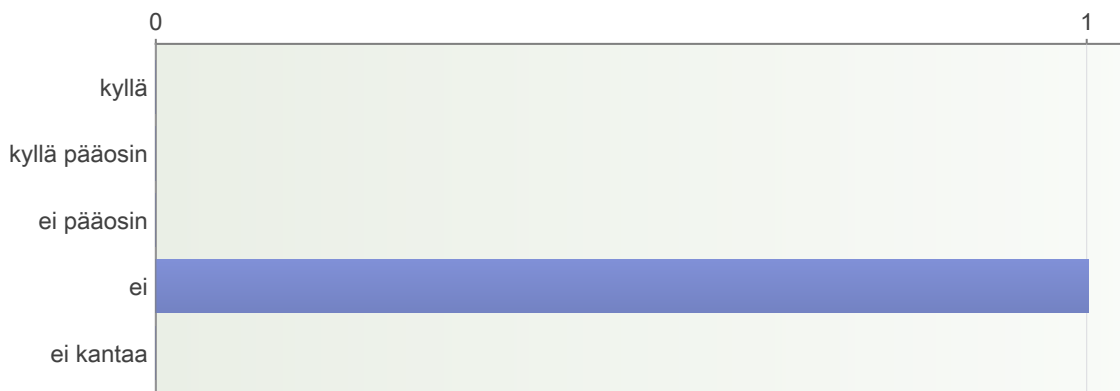 0 1
kyllä
kyllä pääosin
ei pääosin
ei
ei kantaa